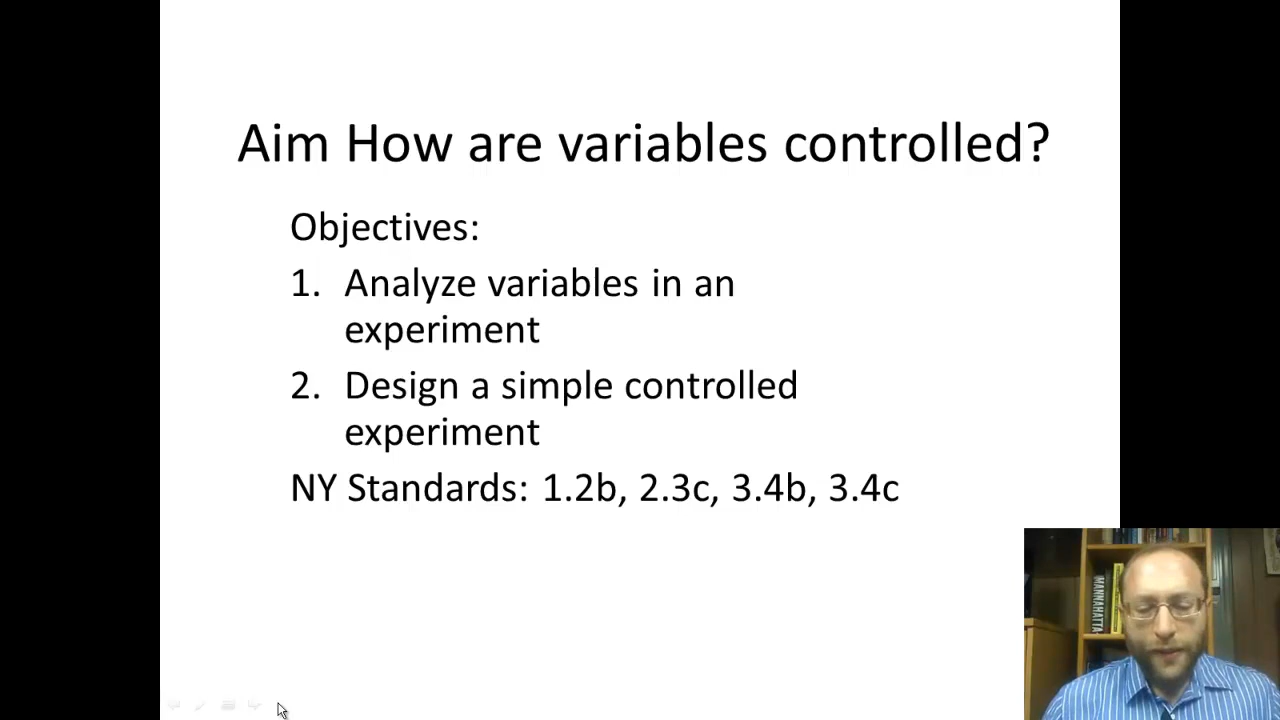 Aim How are variables controlled?
Objectives:
1. Analyze variables in an
experiment
2. Design a simple controlled
experiment
NY Standards: 1.2b, 2.3c, 3.4b, 3.4c
MANNAHATTA